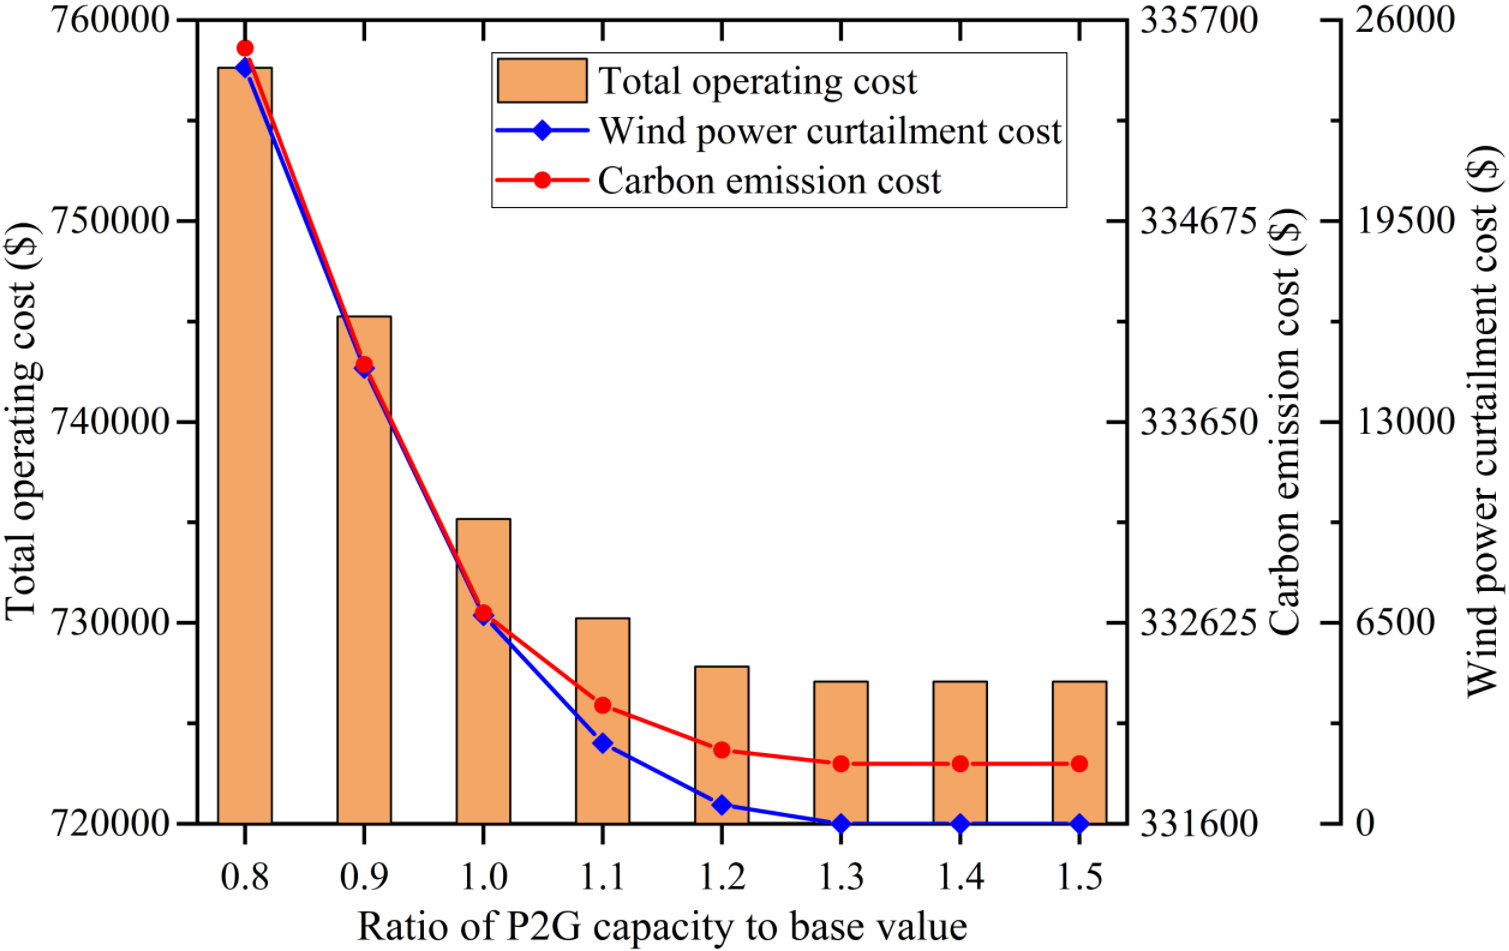 Total operating cost ($)
760000
750000
740000
730000
720000
Total operating cost
Wind power curtailment cost
Carbon emission cost
335700
334675
333650
332625
331600
Carbon emission cost ($)
26000
19500
13000
6500
0
Wind power curtailment cost ($)
0.8 0.9 1.0 1.1 1.2 1.3 1.4 1.5
Ratio of P2G capacity to base value